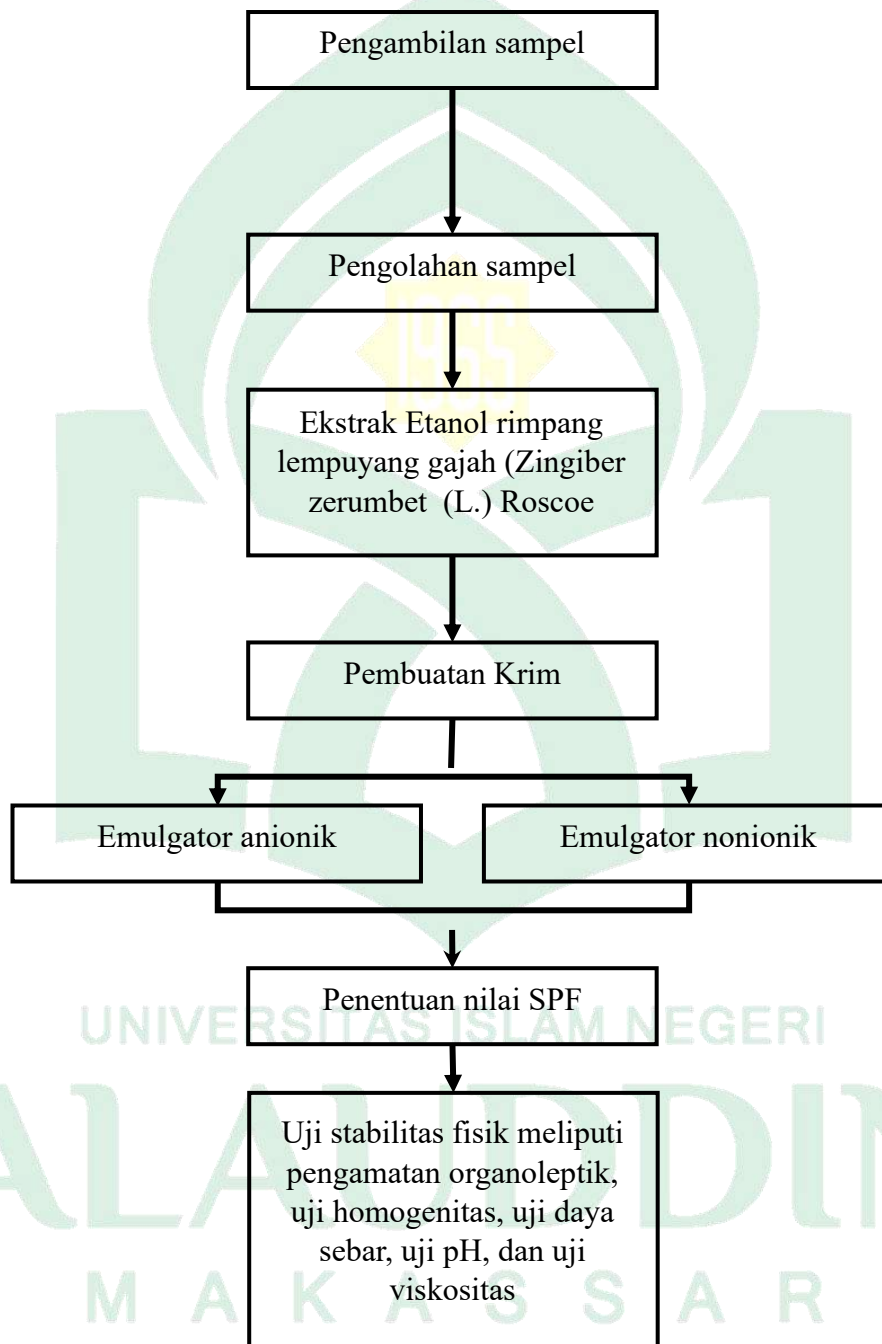 Pengambilan sampel
Pengolahan sampel
1965
Ekstrak Etanol rimpang
lempuyang gajah (Zingiber
zerumbet (L.) Roscoe
Pembuatan Krim
Emulgator anionik
Emulgator nonionik
Penentuan nilai SPF
UNIVERSITAS ISLAM NEGERI
Uji stabilitas fisik meliputi
pengamatan organoleptik,
uji homogenitas, uji daya
sebar, uji pH, dan uji
viskositas
ALAUDDIN
MAKASSAR